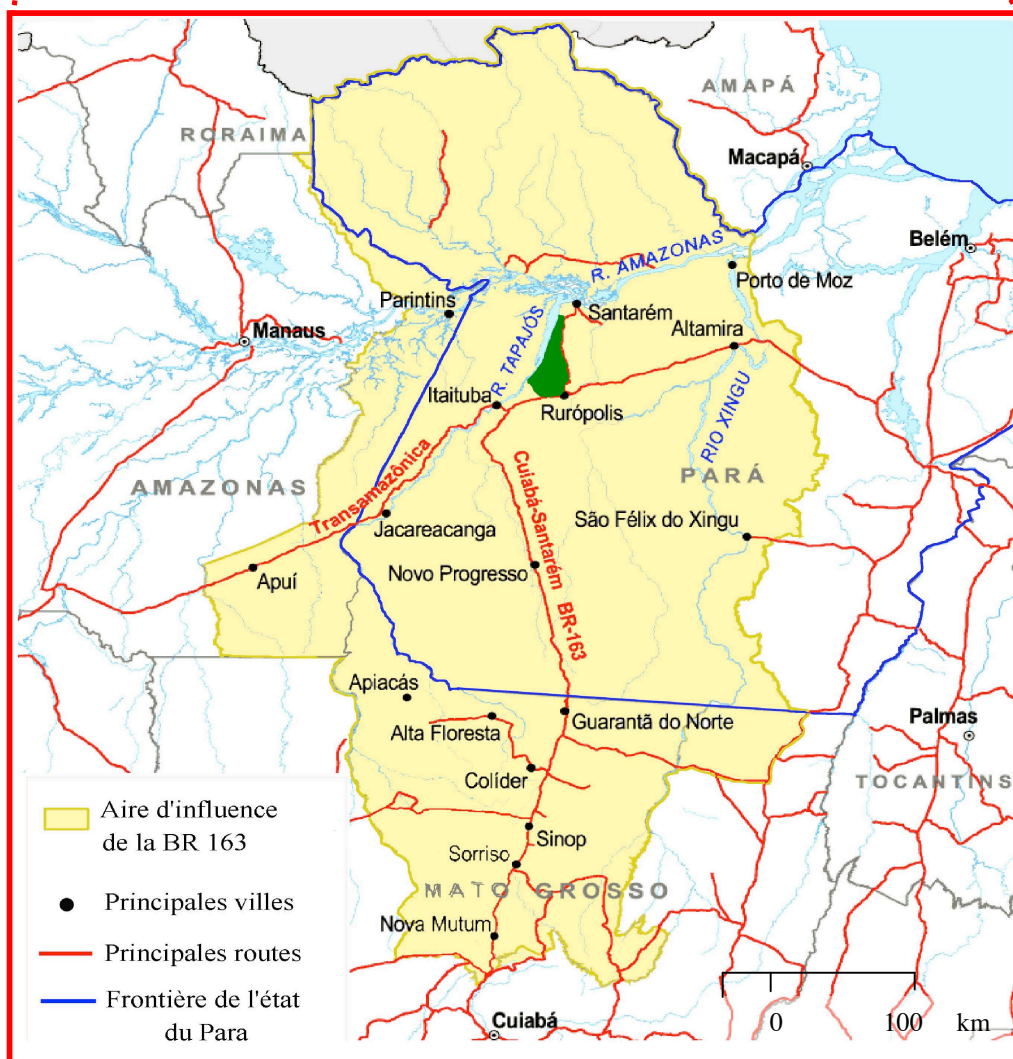 AMAPÁ
RORAIMA
Macapá
Belém
R. AMAZONAS
Porto de Moz
Parintins
Santarém
Manaus
Altamira
R. TAPAJÓS
Itaituba
Rurópolis
RIO XINGU
Transamazônica
Cuiabá-Santarém BR-163
PARÁ
AMAZONAS
Jacareacanga
São Félix do Xingu
Apuí
Novo Progresso
Apiacás
Alta Floresta
Guarantã do Norte
Palmas
Colíder
TOCANTINS
Sinop
Sorriso
MATO GROSSO
Nova Mutum
Cuiabá
Aire d'influence
de la BR 163
Principales villes
Principales routes
Frontière de l'état
du Para
0 100 km